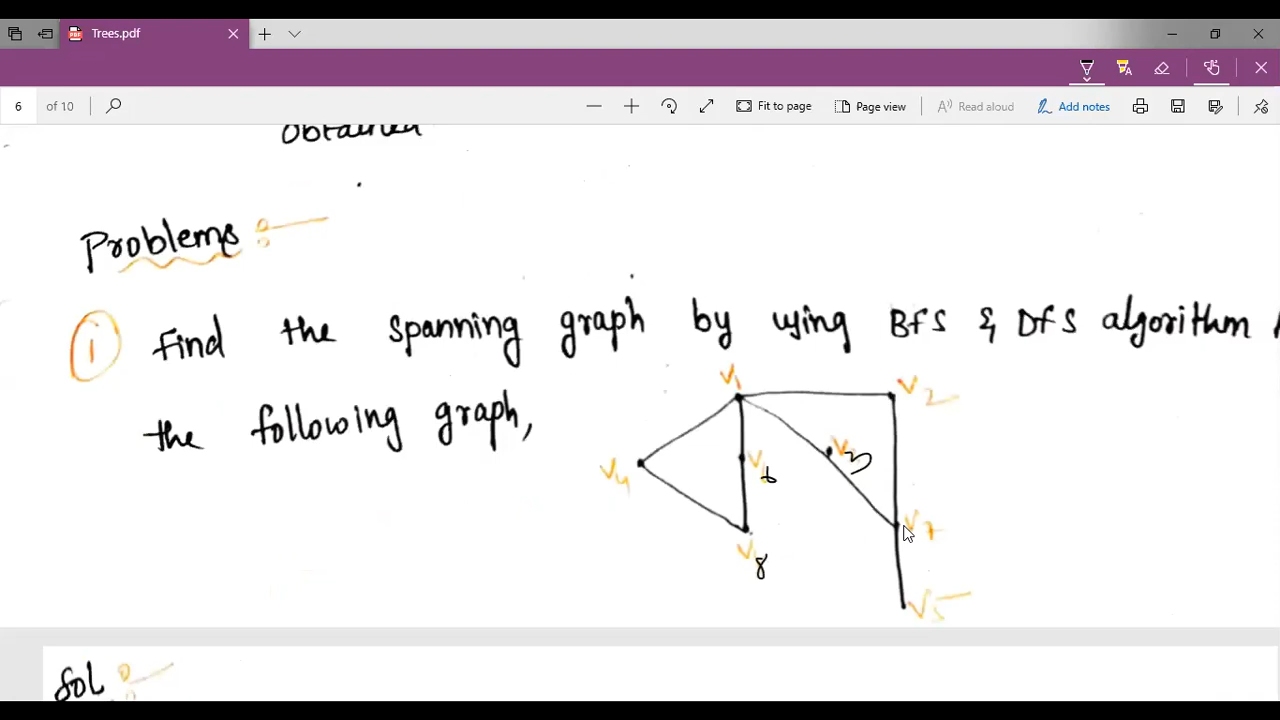 Trees.pdf
6 of 10
Fit to page
Page view
Read aloud
Add notes
obtained
Problems :-
1 Find the spanning graph by using BFS & DFS algorithm
the following graph,
V1
V2
V3
V4
V6
V7
V8
V5
Sol :-